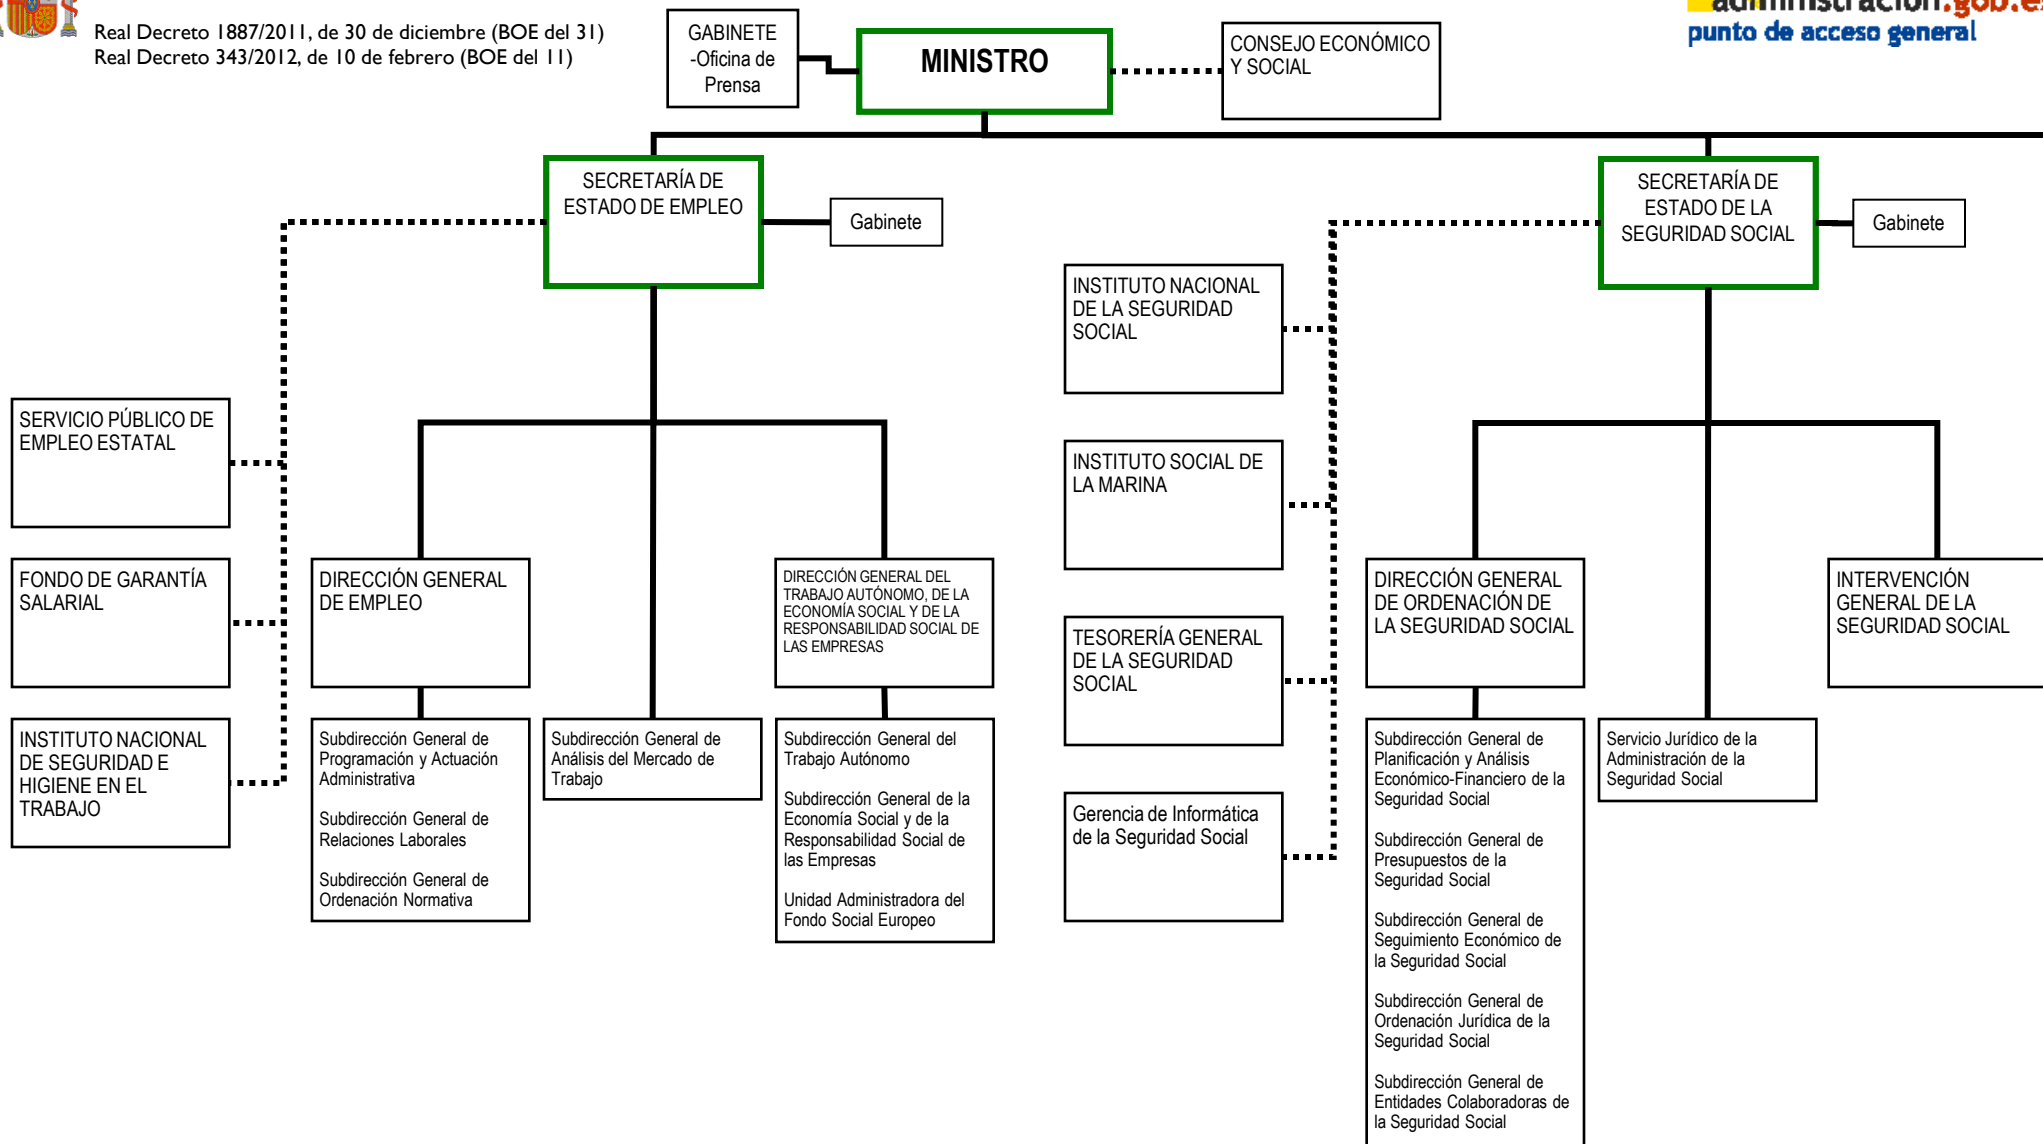 administración.gob.es
punto de acceso general
Real Decreto 1887/2011, de 30 de diciembre (BOE del 31)
Real Decreto 343/2012, de 10 de febrero (BOE del 11)
GABINETE
-Oficina de
Prensa
MINISTRO
CONSEJO ECONÓMICO
Y SOCIAL
SECRETARÍA DE
ESTADO DE EMPLEO
Gabinete
SECRETARÍA DE
ESTADO DE LA
SEGURIDAD SOCIAL
Gabinete
SERVICIO PÚBLICO DE
EMPLEO ESTATAL
FONDO DE GARANTÍA
SALARIAL
INSTITUTO NACIONAL
DE SEGURIDAD E
HIGIENE EN EL
TRABAJO
DIRECCIÓN GENERAL
DE EMPLEO
Subdirección General de
Programación y Actuación
Administrativa
Subdirección General de
Relaciones Laborales
Subdirección General de
Ordenación Normativa
Subdirección General de
Análisis del Mercado de
Trabajo
DIRECCIÓN GENERAL DEL
TRABAJO AUTÓNOMO, DE LA
ECONOMÍA SOCIAL Y DE LA
RESPONSABILIDAD SOCIAL DE
LAS EMPRESAS
Subdirección General del
Trabajo Autónomo
Subdirección General de la
Economía Social y de la
Responsabilidad Social de
las Empresas
Unidad Administradora del
Fondo Social Europeo
INSTITUTO NACIONAL
DE LA SEGURIDAD
SOCIAL
INSTITUTO SOCIAL DE
LA MARINA
TESORERÍA GENERAL
DE LA SEGURIDAD
SOCIAL
Gerencia de Informática
de la Seguridad Social
DIRECCIÓN GENERAL
DE ORDENACIÓN DE
LA SEGURIDAD SOCIAL
Subdirección General de
Planificación y Análisis
Económico-Financiero de la
Seguridad Social
Subdirección General de
Presupuestos de la
Seguridad Social
Subdirección General de
Seguimiento Económico de
la Seguridad Social
Subdirección General de
Ordenación Jurídica de la
Seguridad Social
Subdirección General de
Entidades Colaboradoras de
la Seguridad Social
Servicio Jurídico de la
Administración de la
Seguridad Social
INTERVENCIÓN
GENERAL DE LA
SEGURIDAD SOCIAL